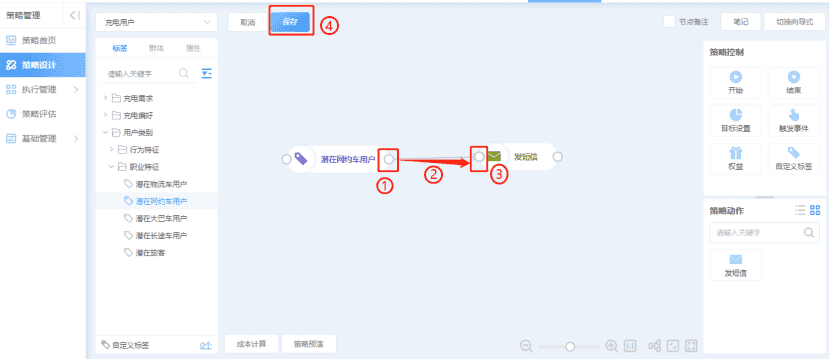 策略管理
策略首页
策略设计
执行管理
策略评估
基础管理
充电用户
标签 群体 属性
请输入关键字
充电需求
充电偏好
用户类别
行为特征
职业特征
潜在物流车用户
潜在网约车用户
潜在大巴车用户
潜在长途车用户
潜在旅客
自定义标签 0个
取消 保存 ④
节点备注 笔记 切换向导式
潜在网约车用户 发短信
① ② ③
成本计算 策略预演
策略控制
开始 结束
目标设置 触发事件
权益 自定义标签
策略动作
请输入关键字
发短信